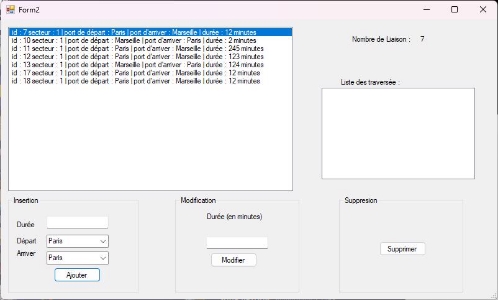 Form2
id : 7 secteur : 1 | port de départ : Paris | port d'arriver : Marseille | durée : 12 minutes
id : 10 secteur : 1 | port de départ : Marseille | port d'arriver : Paris | durée : 2 minutes
id : 11 secteur : 1 | port de départ : Paris | port d'arriver : Marseille | durée : 245 minutes
id : 12 secteur : 1 | port de départ : Paris | port d'arriver : Marseille | durée : 123 minutes
id : 13 secteur : 1 | port de départ : Marseille | port d'arriver : Paris | durée : 124 minutes
id : 17 secteur : 1 | port de départ : Paris | port d'arriver : Marseille | durée : 12 minutes
id : 18 secteur : 1 | port de départ : Paris | port d'arriver : Marseille | durée : 12 minutes
Nombre de Liaison : 7
Liste des traversée :
Insertion
Durée
Départ Paris
Arriver Paris
Ajouter
Modification
Durée (en minutes)
Modifier
Suppresion
Supprimer